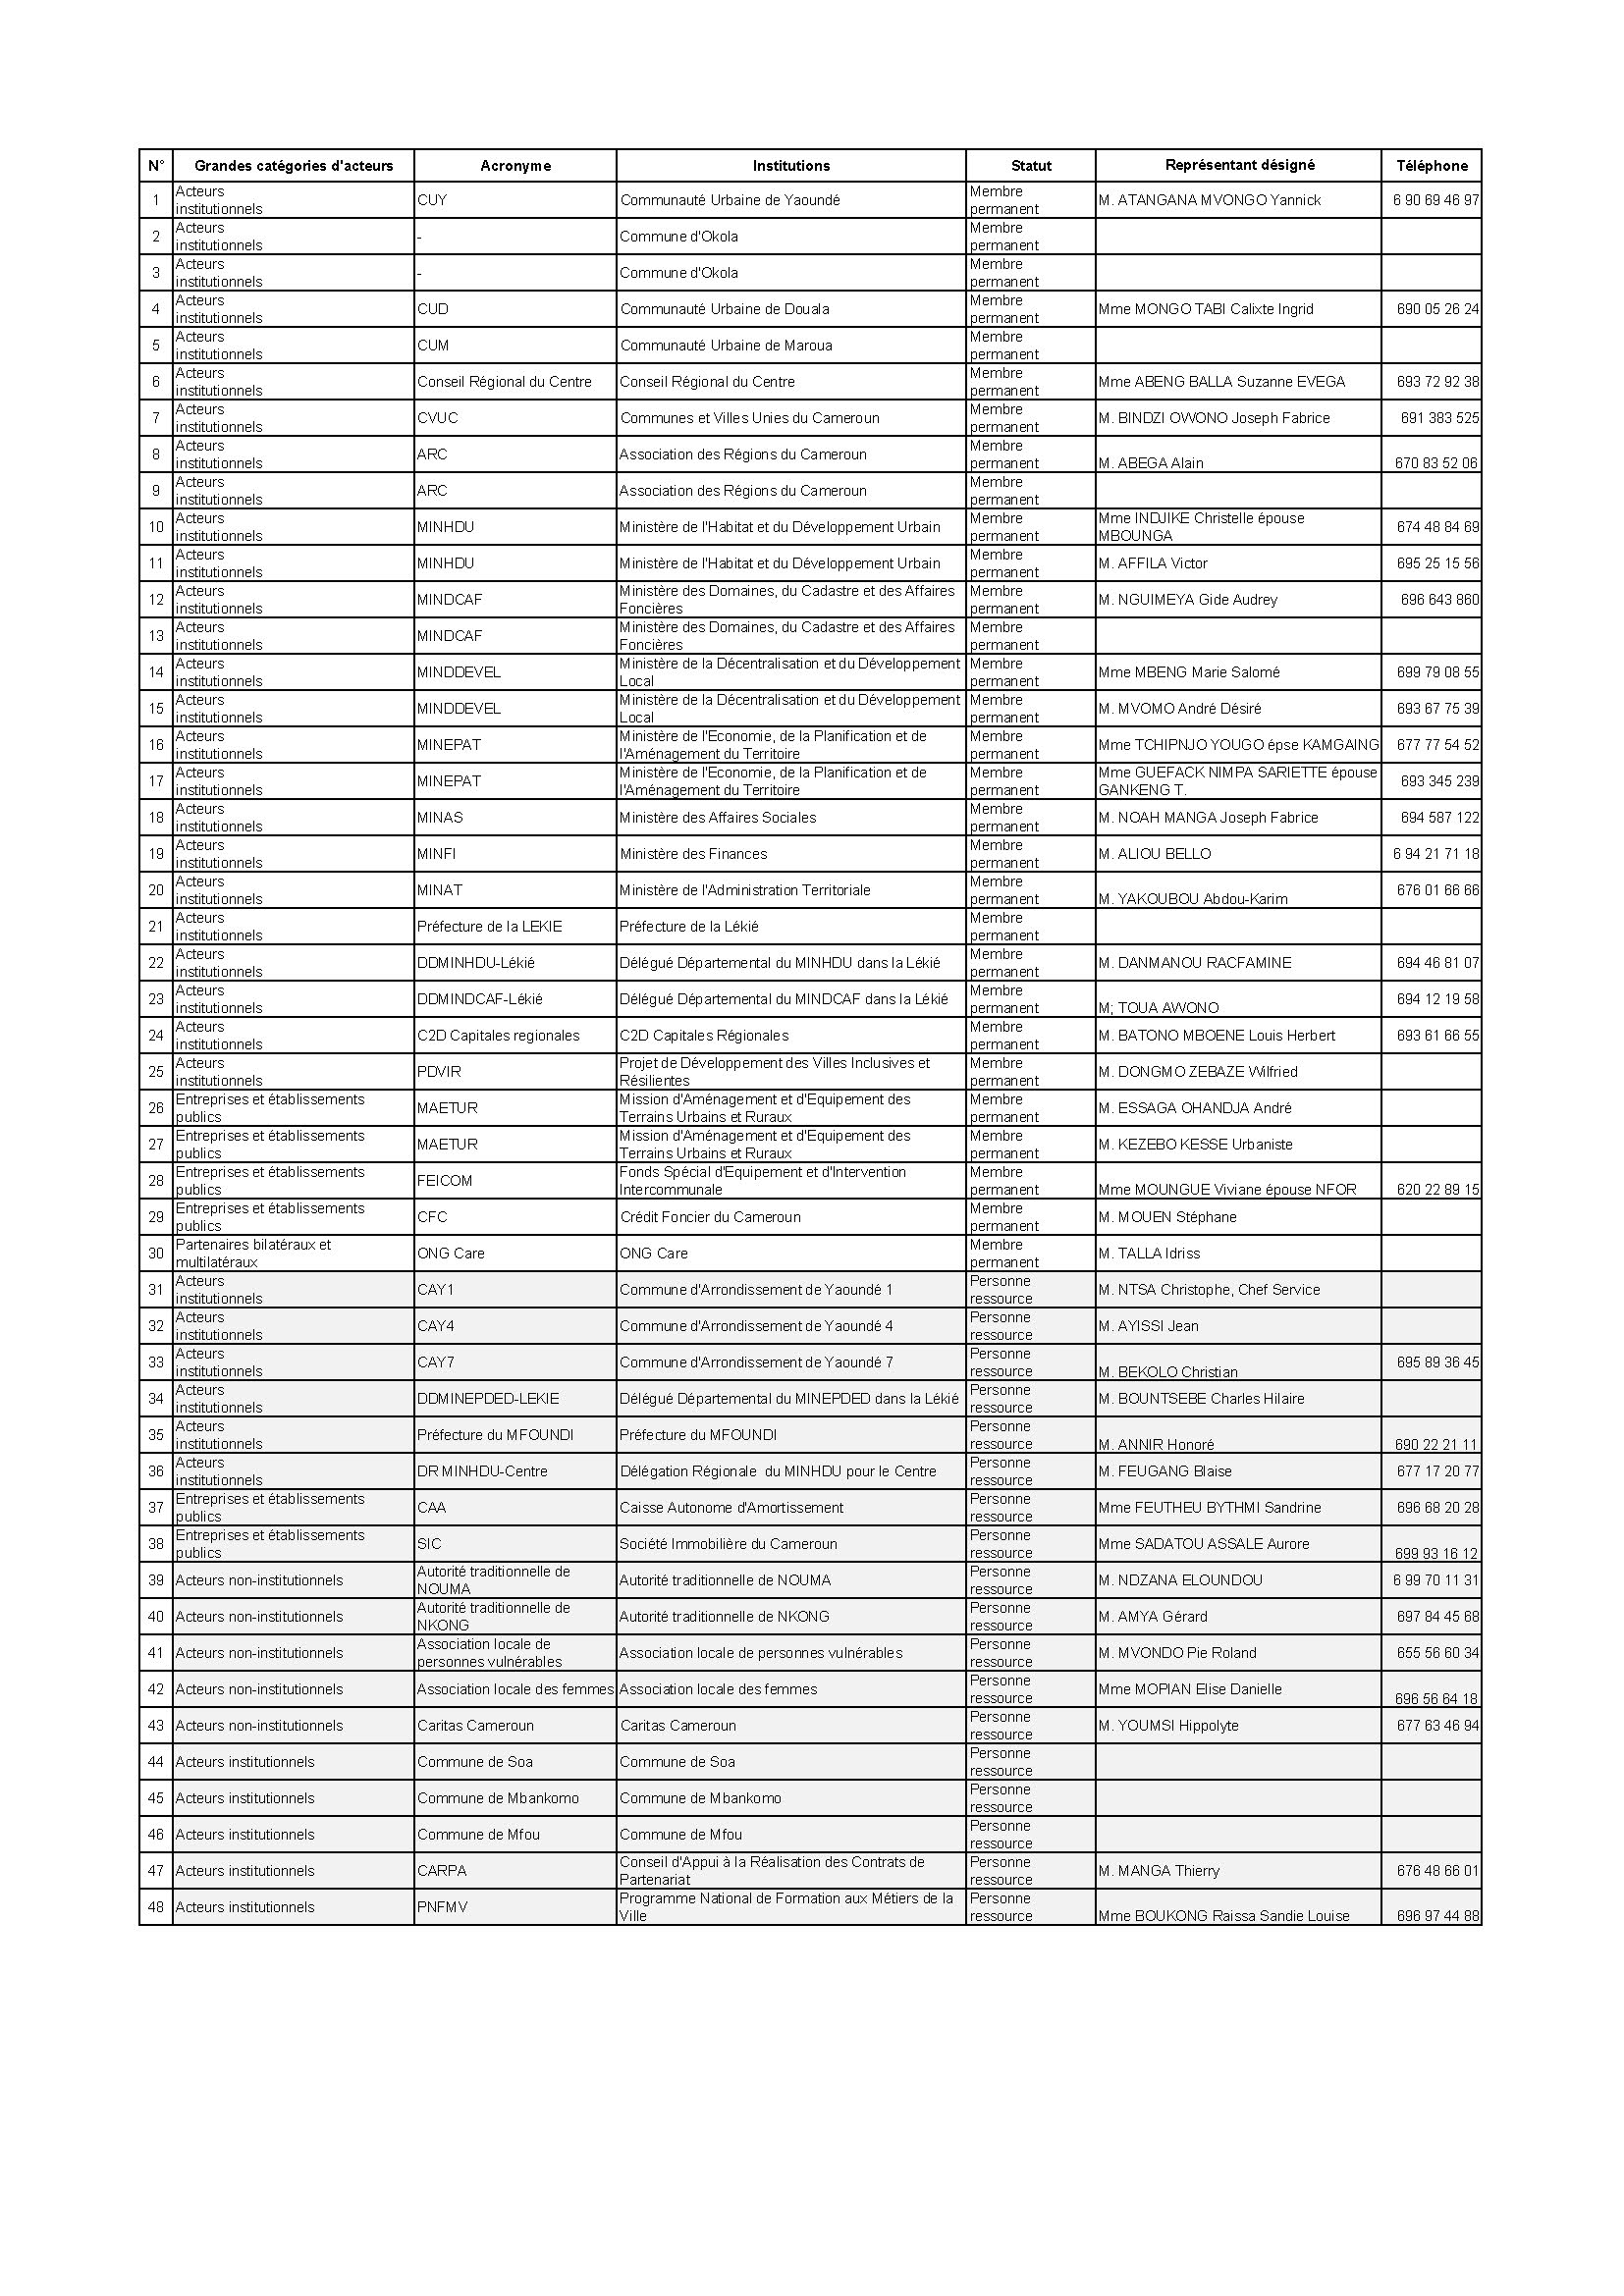 N° Grandes catégories d'acteurs Acronyme Institutions Statut Représentant désigné Téléphone
1 Acteurs institutionnels CUY Communauté Urbaine de Yaoundé Membre permanent M. ATANGANA MVONGO Yannick 6 90 69 46 97
2 Acteurs institutionnels - Commune d'Okola Membre permanent
3 Acteurs institutionnels - Commune d'Okola Membre permanent
4 Acteurs institutionnels CUD Communauté Urbaine de Douala Membre permanent Mme MONGO TABI Calixte Ingrid 690 05 26 24
5 Acteurs institutionnels CUM Communauté Urbaine de Maroua Membre permanent
6 Acteurs institutionnels Conseil Régional du Centre Conseil Régional du Centre Membre permanent Mme ABENG BALLA Suzanne EVEGA 693 72 92 38
7 Acteurs institutionnels CVUC Communes et Villes Unies du Cameroun Membre permanent M. BINDZI OWONO Joseph Fabrice 691 383 525
8 Acteurs institutionnels ARC Association des Régions du Cameroun Membre permanent M. ABEGA Alain 670 83 52 06
9 Acteurs institutionnels ARC Association des Régions du Cameroun Membre permanent
10 Acteurs institutionnels MINHDU Ministère de l'Habitat et du Développement Urbain Membre permanent Mme INDJIKE Christelle épouse MBOUNGA 674 48 84 69
11 Acteurs institutionnels MINHDU Ministère de l'Habitat et du Développement Urbain Membre permanent M. AFFILA Victor 695 25 15 56
12 Acteurs institutionnels MINDCAF Ministère des Domaines, du Cadastre et des Affaires Foncières Membre permanent M. NGUIMEYA Gide Audrey 696 643 860
13 Acteurs institutionnels MINDCAF Ministère des Domaines, du Cadastre et des Affaires Foncières Membre permanent
14 Acteurs institutionnels MINDDEVEL Ministère de la Décentralisation et du Développement Local Membre permanent Mme MBENG Marie Salomé 699 79 08 55
15 Acteurs institutionnels MINDDEVEL Ministère de la Décentralisation et du Développement Local Membre permanent M. MVOMO André Désiré 693 67 75 39
16 Acteurs institutionnels MINEPAT Ministère de l'Economie, de la Planification et de l'Aménagement du Territoire Membre permanent Mme TCHIPNJO YOUGO épse KAMGAING 677 77 54 52
17 Acteurs institutionnels MINEPAT Ministère de l'Economie, de la Planification et de l'Aménagement du Territoire Membre permanent Mme GUEFACK NIMPA SARIETTE épouse GANKENG T. 693 345 239
18 Acteurs institutionnels MINAS Ministère des Affaires Sociales Membre permanent M. NOAH MANGA Joseph Fabrice 694 587 122
19 Acteurs institutionnels MINFI Ministère des Finances Membre permanent M. ALIOU BELLO 6 94 21 71 18
20 Acteurs institutionnels MINAT Ministère de l'Administration Territoriale Membre permanent M. YAKOUBOU Abdou-Karim 676 01 66 66
21 Acteurs institutionnels Préfecture de la LEKIE Préfecture de la Lékié Membre permanent
22 Acteurs institutionnels DDMINHDU-Lékié Délégué Départemental du MINHDU dans la Lékié Membre permanent M. DANMANOU RACFAMINE 694 46 81 07
23 Acteurs institutionnels DDMINDCAF-Lékié Délégué Départemental du MINDCAF dans la Lékié Membre permanent M; TOUA AWONO 694 12 19 58
24 Acteurs institutionnels C2D Capitales regionales C2D Capitales Régionales Membre permanent M. BATONO MBOENE Louis Herbert 693 61 66 55
25 Acteurs institutionnels PDVIR Projet de Développement des Villes Inclusives et Résilientes Membre permanent M. DONGMO ZEBAZE Wilfried
26 Entreprises et établissements publics MAETUR Mission d'Aménagement et d'Equipement des Terrains Urbains et Ruraux Membre permanent M. ESSAGA OHANDJA André
27 Entreprises et établissements publics MAETUR Mission d'Aménagement et d'Equipement des Terrains Urbains et Ruraux Membre permanent M. KEZEBO KESSE Urbaniste
28 Entreprises et établissements publics FEICOM Fonds Spécial d'Equipement et d'Intervention Intercommunale Membre permanent Mme MOUNGUE Viviane épouse NFOR 620 22 89 15
29 Entreprises et établissements publics CFC Crédit Foncier du Cameroun Membre permanent M. MOUEN Stéphane
30 Partenaires bilatéraux et multilatéraux ONG Care ONG Care Membre permanent M. TALLA Idriss
31 Acteurs institutionnels CAY1 Commune d'Arrondissement de Yaoundé 1 Personne ressource M. NTSA Christophe, Chef Service
32 Acteurs institutionnels CAY4 Commune d'Arrondissement de Yaoundé 4 Personne ressource M. AYISSI Jean
33 Acteurs institutionnels CAY7 Commune d'Arrondissement de Yaoundé 7 Personne ressource M. BEKOLO Christian 695 89 36 45
34 Acteurs institutionnels DDMINEPDED-LEKIE Délégué Départemental du MINEPDED dans la Lékié Personne ressource M. BOUNTSEBE Charles Hilaire
35 Acteurs institutionnels Préfecture du MFOUNDI Préfecture du MFOUNDI Personne ressource M. ANNIR Honoré 690 22 21 11
36 Acteurs institutionnels DR MINHDU-Centre Délégation Régionale du MINHDU pour le Centre Personne ressource M. FEUGANG Blaise 677 17 20 77
37 Entreprises et établissements publics CAA Caisse Autonome d'Amortissement Personne ressource Mme FEUTHEU BYTHMI Sandrine 696 68 20 28
38 Entreprises et établissements publics SIC Société Immobilière du Cameroun Personne ressource Mme SADATOU ASSALE Aurore 699 93 16 12
39 Acteurs non-institutionnels Autorité traditionnelle de NOUMA Autorité traditionnelle de NOUMA Personne ressource M. NDZANA ELOUNDOU 6 99 70 11 31
40 Acteurs non-institutionnels Autorité traditionnelle de NKONG Autorité traditionnelle de NKONG Personne ressource M. AMYA Gérard 697 84 45 68
41 Acteurs non-institutionnels Association locale de personnes vulnérables Association locale de personnes vulnérables Personne ressource M. MVONDO Pie Roland 655 56 60 34
42 Acteurs non-institutionnels Association locale des femmes Association locale des femmes Personne ressource Mme MOPIAN Elise Danielle 696 56 64 18
43 Acteurs non-institutionnels Caritas Cameroun Caritas Cameroun Personne ressource M. YOUMSI Hippolyte 677 63 46 94
44 Acteurs institutionnels Commune de Soa Commune de Soa Personne ressource
45 Acteurs institutionnels Commune de Mbankomo Commune de Mbankomo Personne ressource
46 Acteurs institutionnels Commune de Mfou Commune de Mfou Personne ressource
47 Acteurs institutionnels CARPA Conseil d'Appui à la Réalisation des Contrats de Partenariat Personne ressource M. MANGA Thierry 676 48 66 01
48 Acteurs institutionnels PNFMV Programme National de Formation aux Métiers de la Ville Personne ressource Mme BOUKONG Raissa Sandie Louise 696 97 44 88